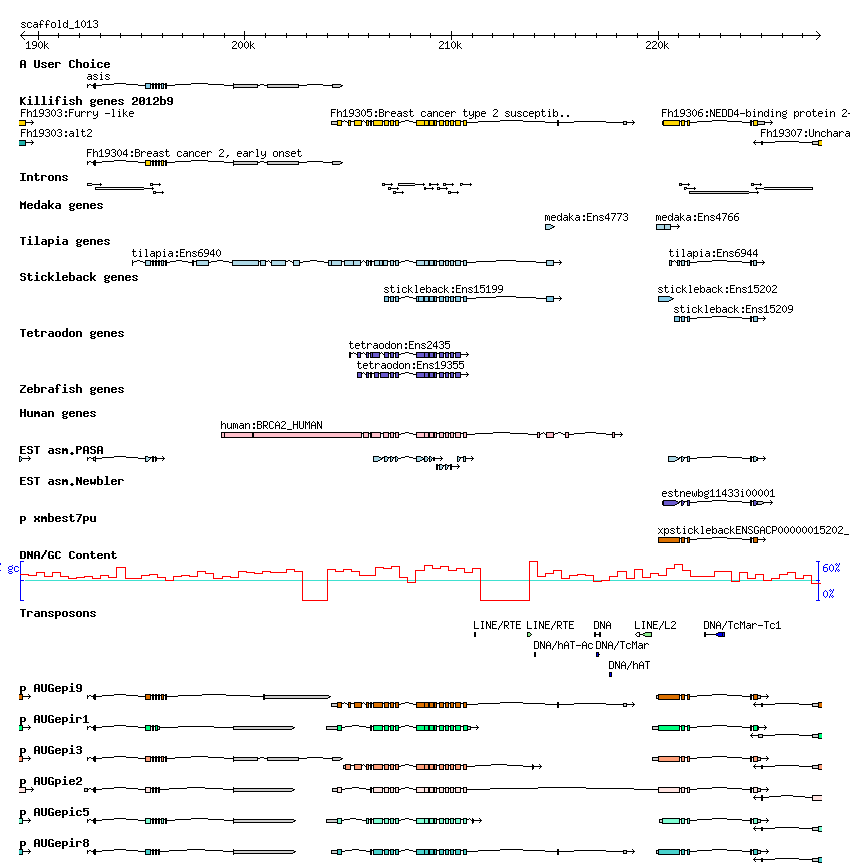 scaffold_1013
190k 200k 210k 220k
A User Choice
asis
Killifish genes 2012b9
Fh19303:Furry -like Fh19305:Breast cancer type 2 susceptib.. Fh19306:NEDD4-binding protein 2-
Fh19303:alt2 Fh19307:Unchara
Fh19304:Breast cancer 2, early onset
Introns
Medaka genes
medaka:Ens4773 medaka:Ens4766
Tilapia genes
tilapia:Ens6940 tilapia:Ens6944
Stickleback genes
stickleback:Ens15199 stickleback:Ens15202
stickleback:Ens15209
Tetraodon genes
tetraodon:Ens2435
tetraodon:Ens19355
Zebrafish genes
Human genes
human:BRCA2_HUMAN
EST asm.PASA
EST asm.Newbler
estnewbg11433i00001
p xmbest7pu
xpsticklebackENSGACP00000015202_
DNA/GC Content
gc 60%
0%
Transposons
LINE/RTE LINE/RTE DNA LINE/L2 DNA/TcMar-Tc1
DNA/hAT-Ac DNA/TcMar
DNA/hAT
p AUGepi9
p AUGepir1
p AUGepi3
p AUGpie2
p AUGepic5
p AUGepir8